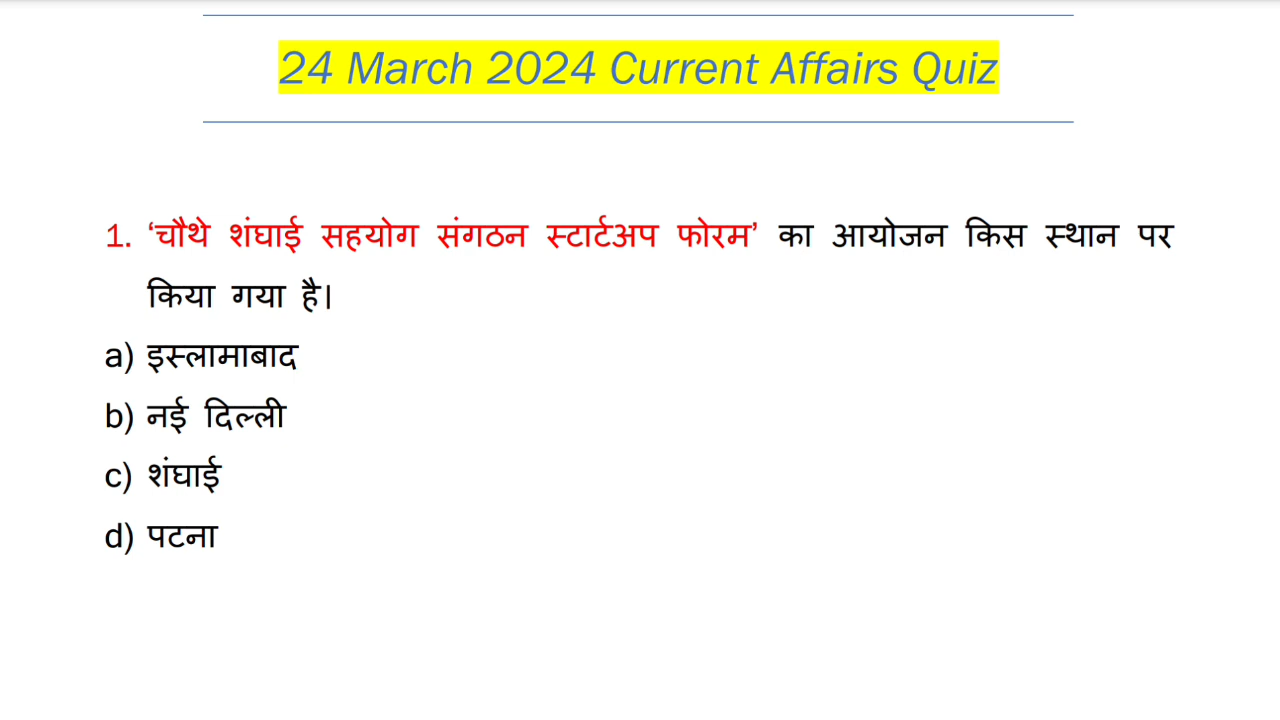 24 March 2024 Current Affairs Quiz
1. ‘चौथे शंघाई सहयोग संगठन स्टार्टअप फोरम’ का आयोजन किस स्थान पर
किया गया है।
a) इस्लामाबाद
b) नई दिल्ली
c) शंघाई
d) पटना